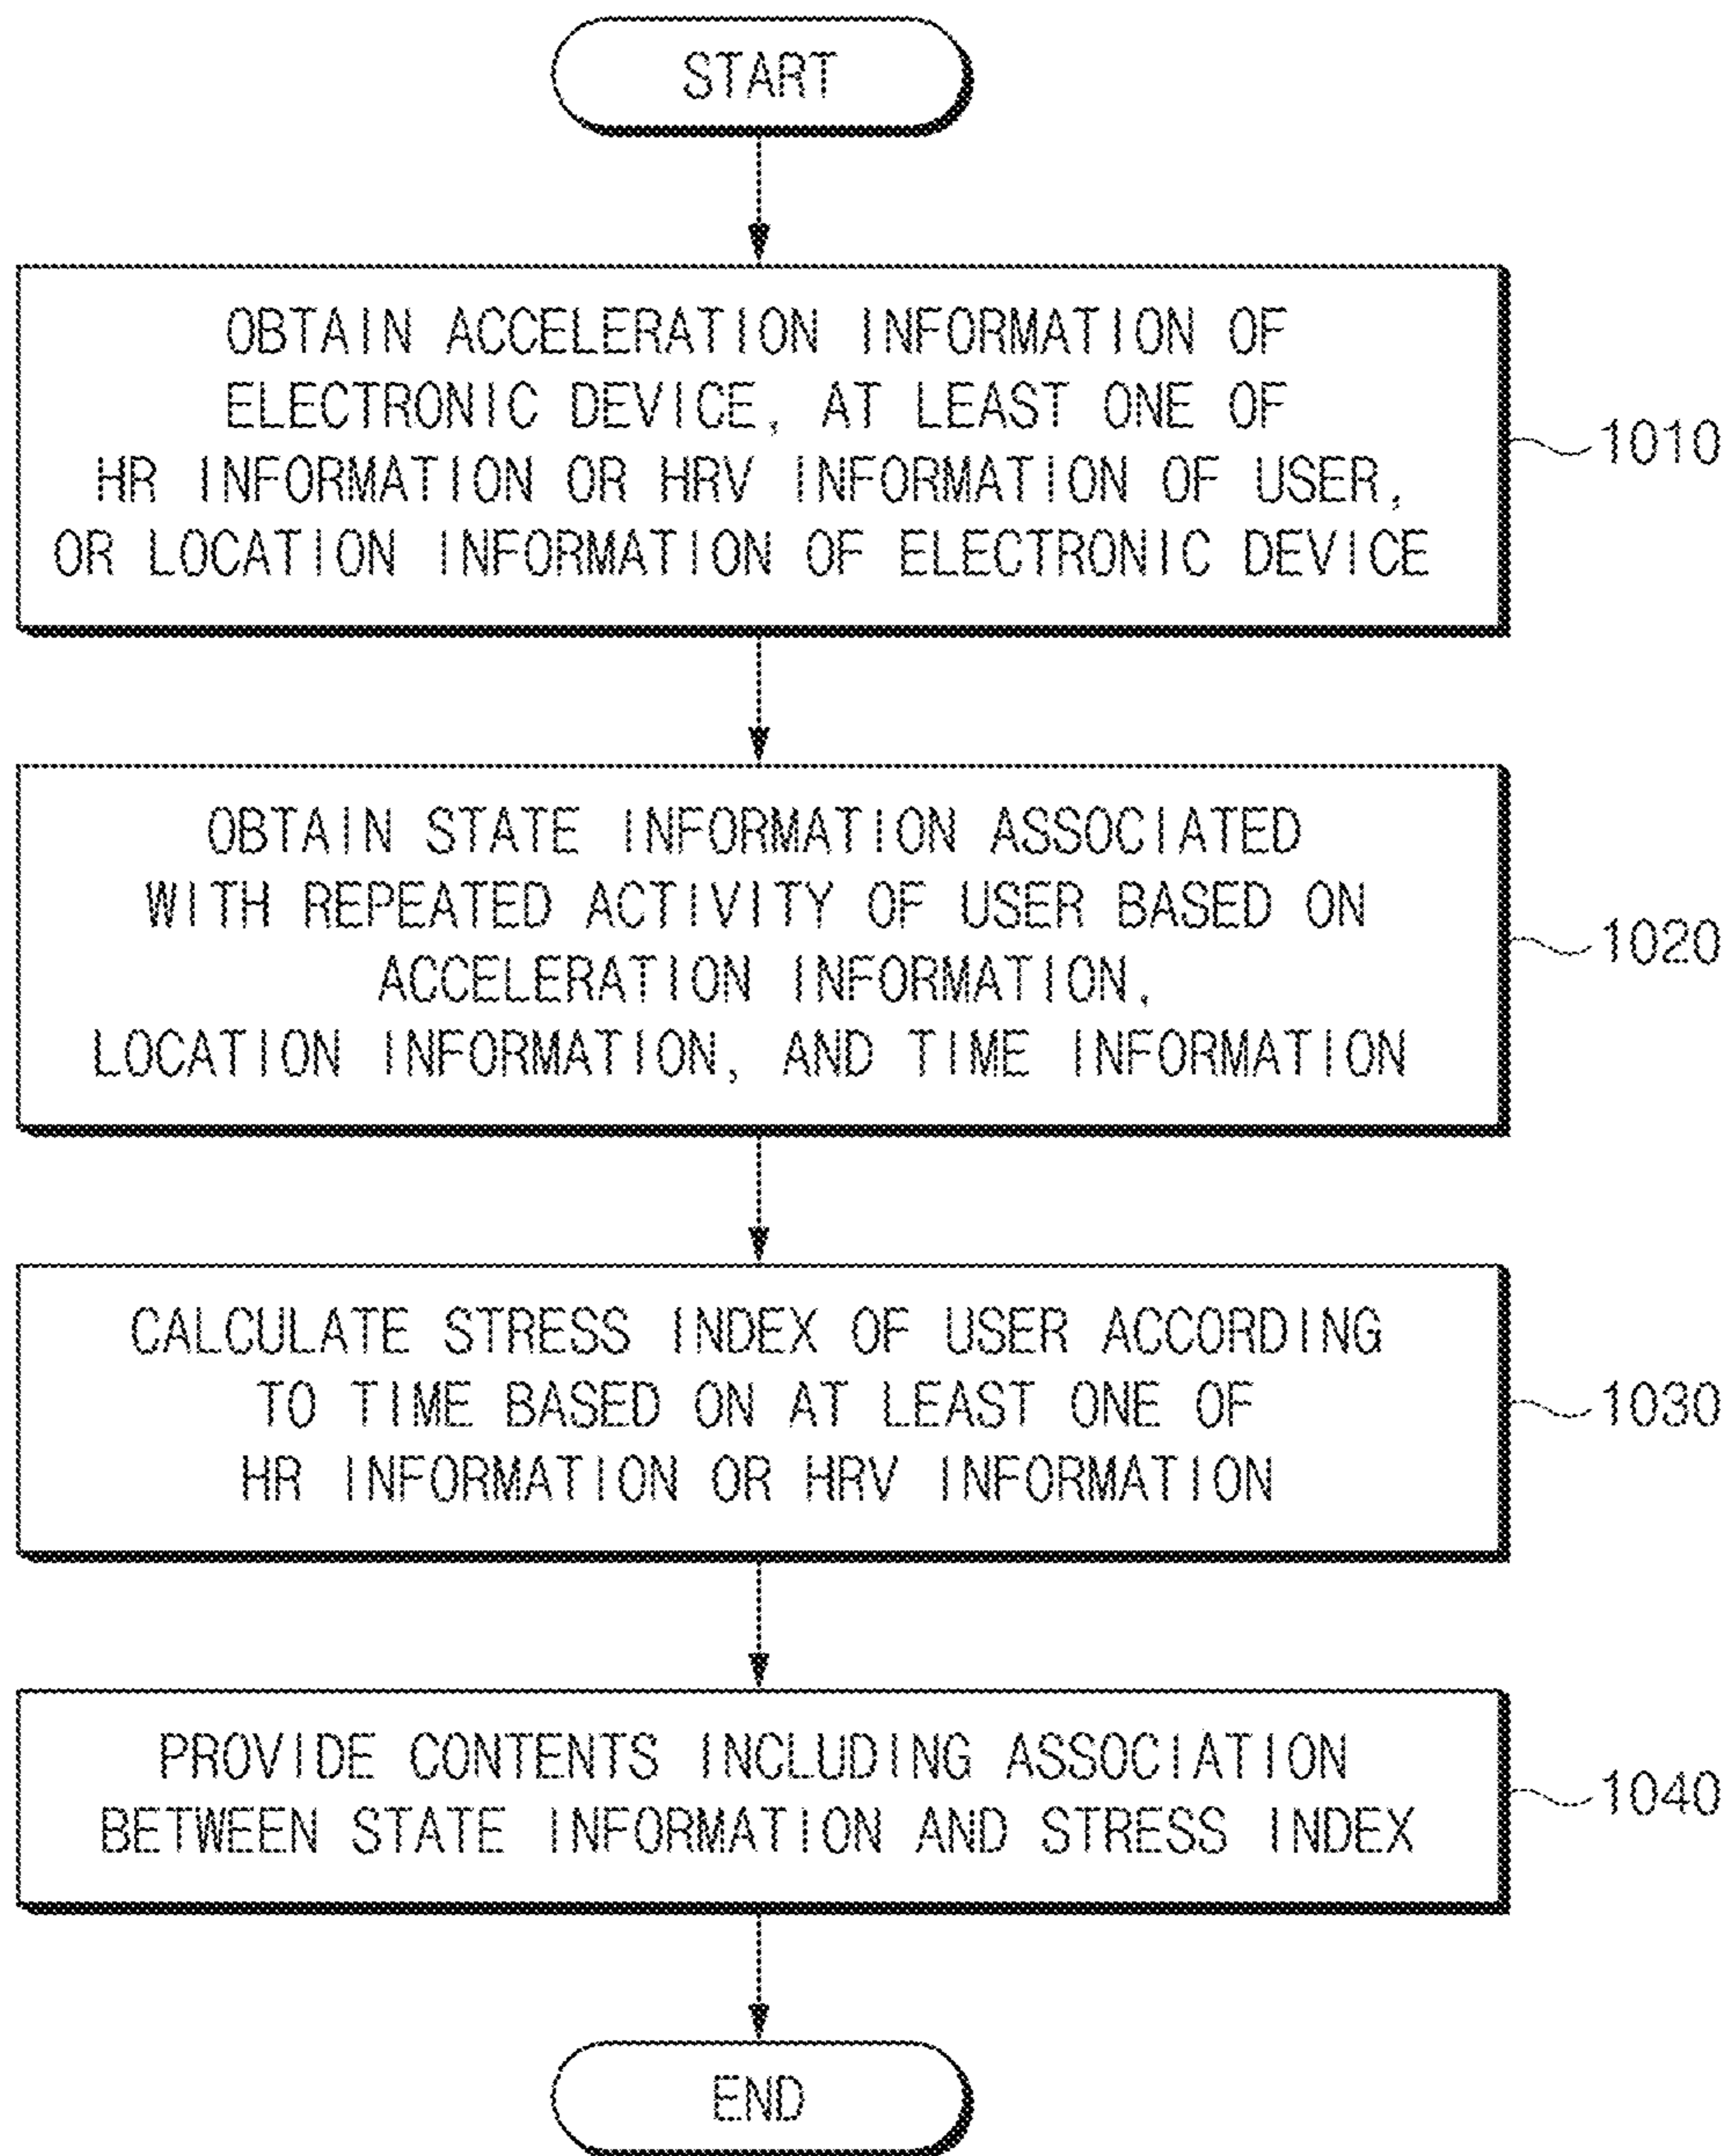 START
OBTAIN ACCELERATION INFORMATION OF
ELECTRONIC DEVICE, AT LEAST ONE OF
HR INFORMATION OR HRV INFORMATION OF USER,
OR LOCATION INFORMATION OF ELECTRONIC DEVICE
1010
OBTAIN STATE INFORMATION ASSOCIATED
WITH REPEATED ACTIVITY OF USER BASED ON
ACCELERATION INFORMATION,
LOCATION INFORMATION, AND TIME INFORMATION
1020
CALCULATE STRESS INDEX OF USER ACCORDING
TO TIME BASED ON AT LEAST ONE OF
HR INFORMATION OR HRV INFORMATION
1030
PROVIDE CONTENTS INCLUDING ASSOCIATION
BETWEEN STATE INFORMATION AND STRESS INDEX
1040
END